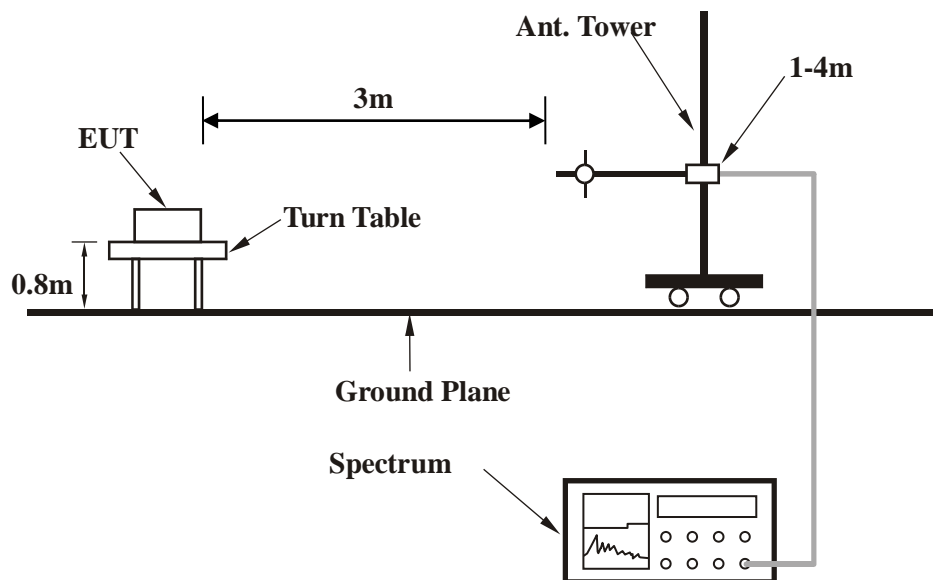 Ant. Tower
1-4m
3m
EUT
Turn Table
0.8m
Ground Plane
Spectrum